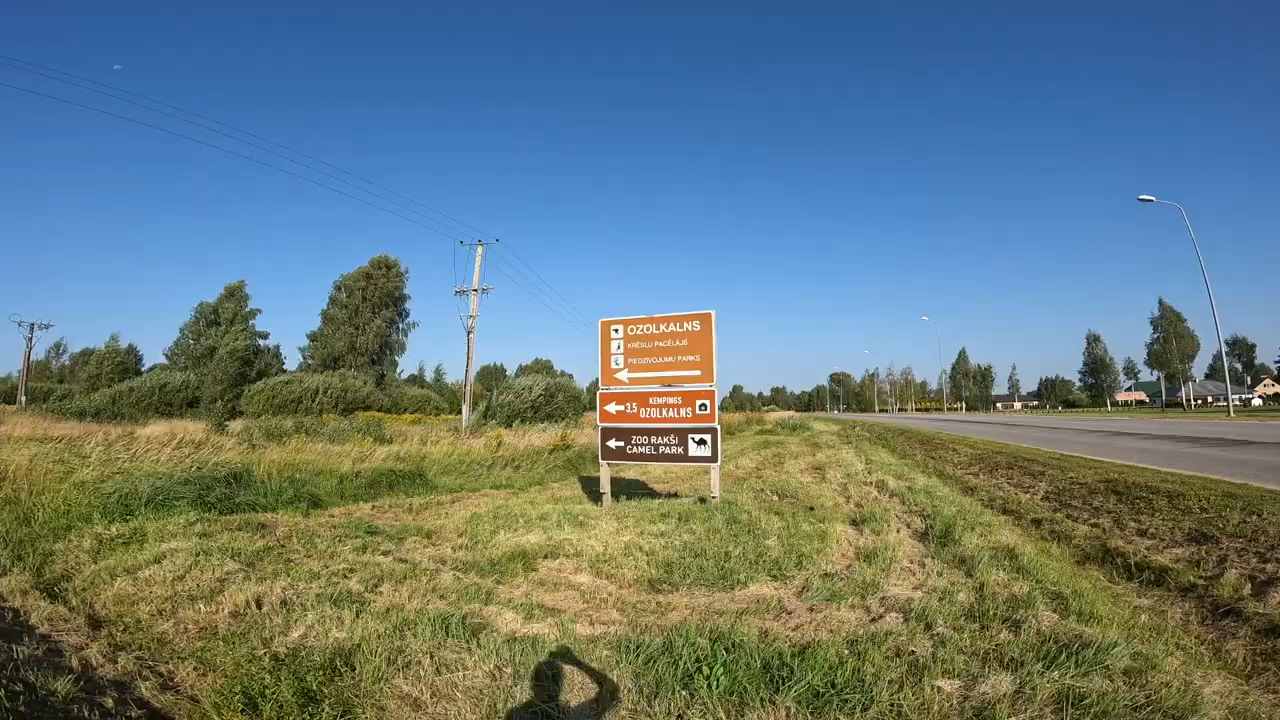 OZOLKALNS
KRĒSLU PACĒLĀJS
PIEDZĪVOJUMU PARKS
KEMPINGS
3,5 OZOLKALNS
ZOO RAKŠI
CAMEL PARK